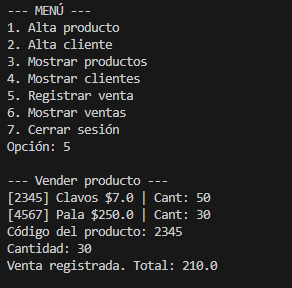 --- MENÚ ---
1. Alta producto
2. Alta cliente
3. Mostrar productos
4. Mostrar clientes
5. Registrar venta
6. Mostrar ventas
7. Cerrar sesión
Opción: 5
--- Vender producto ---
[2345] Clavos $7.0 | Cant: 50
[4567] Pala $250.0 | Cant: 30
Código del producto: 2345
Cantidad: 30
Venta registrada. Total: 210.0